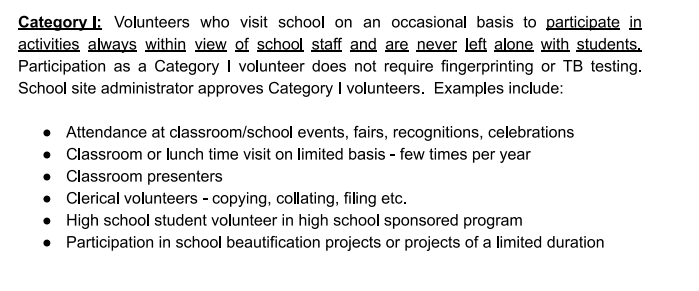 Category I: Volunteers who visit school on an occasional basis to participate in
activities always within view of school staff and are never left alone with students.
Participation as a Category I volunteer does not require fingerprinting or TB testing.
School site administrator approves Category I volunteers. Examples include:
● Attendance at classroom/school events, fairs, recognitions, celebrations
● Classroom or lunch time visit on limited basis - few times per year
● Classroom presenters
● Clerical volunteers - copying, collating, filing etc.
● High school student volunteer in high school sponsored program
● Participation in school beautification projects or projects of a limited duration